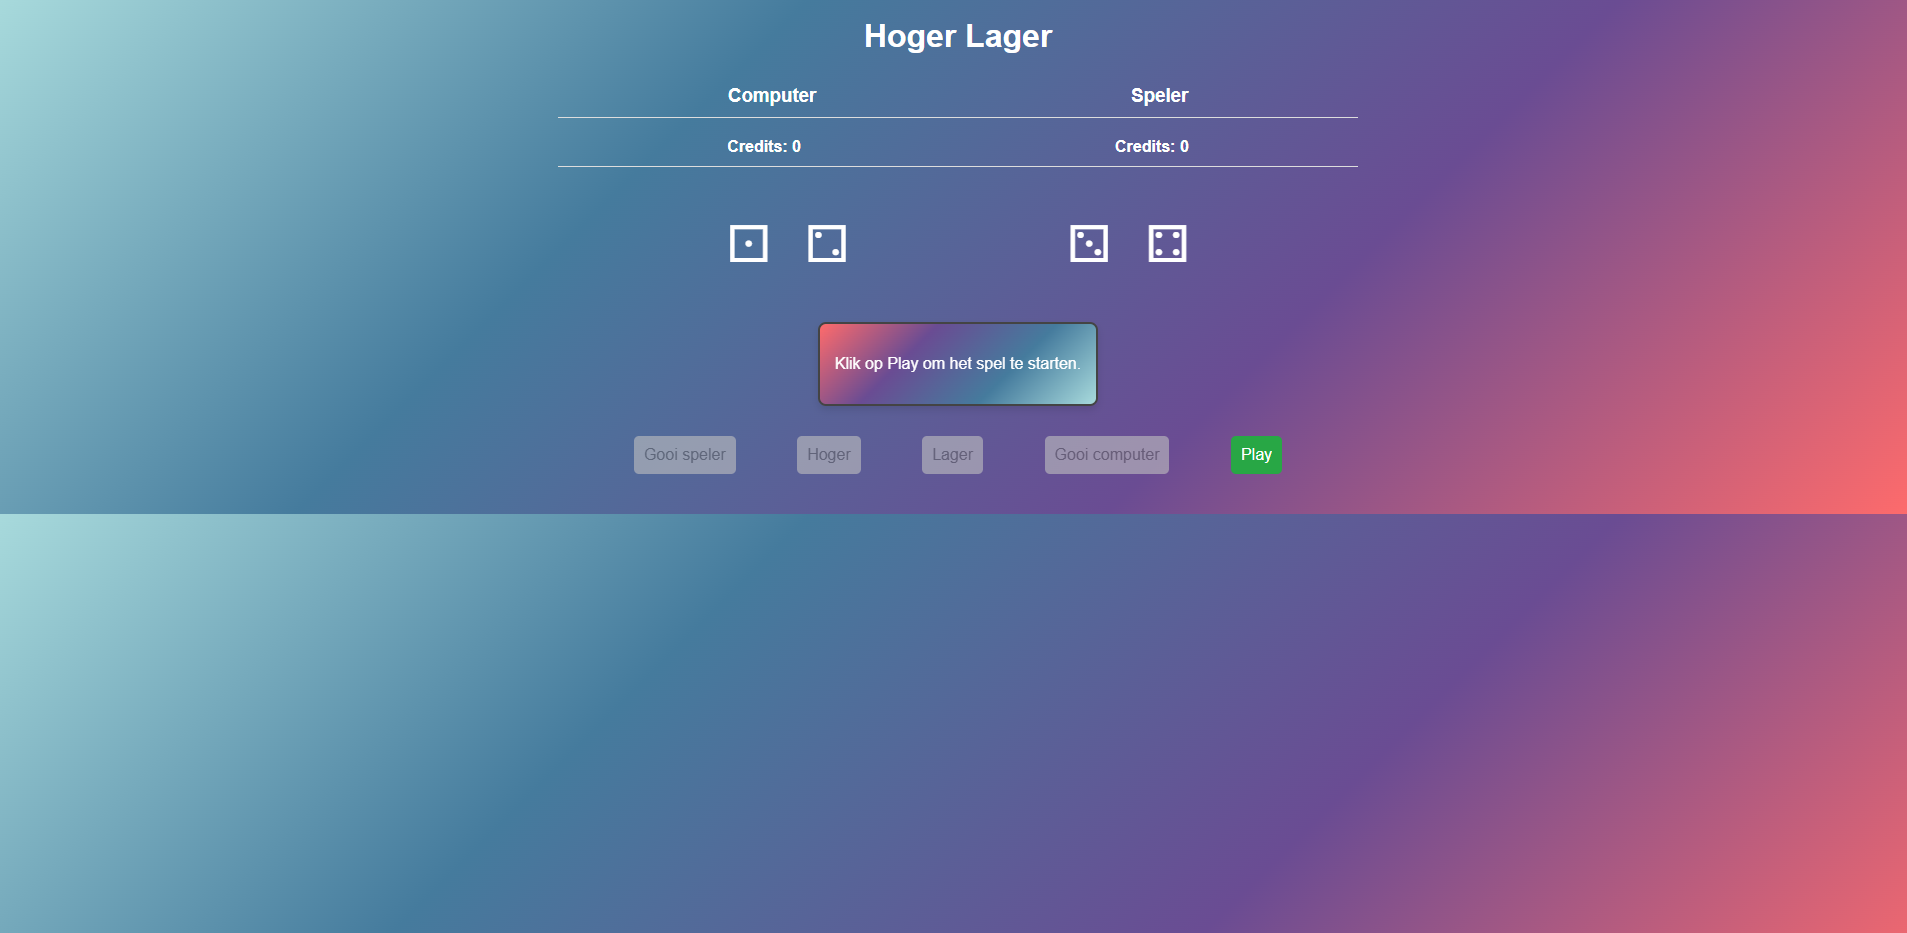 Hoger Lager
Computer Speler
Credits: 0 Credits: 0
Klik op Play om het spel te starten.
Gooi speler Hoger Lager Gooi computer Play